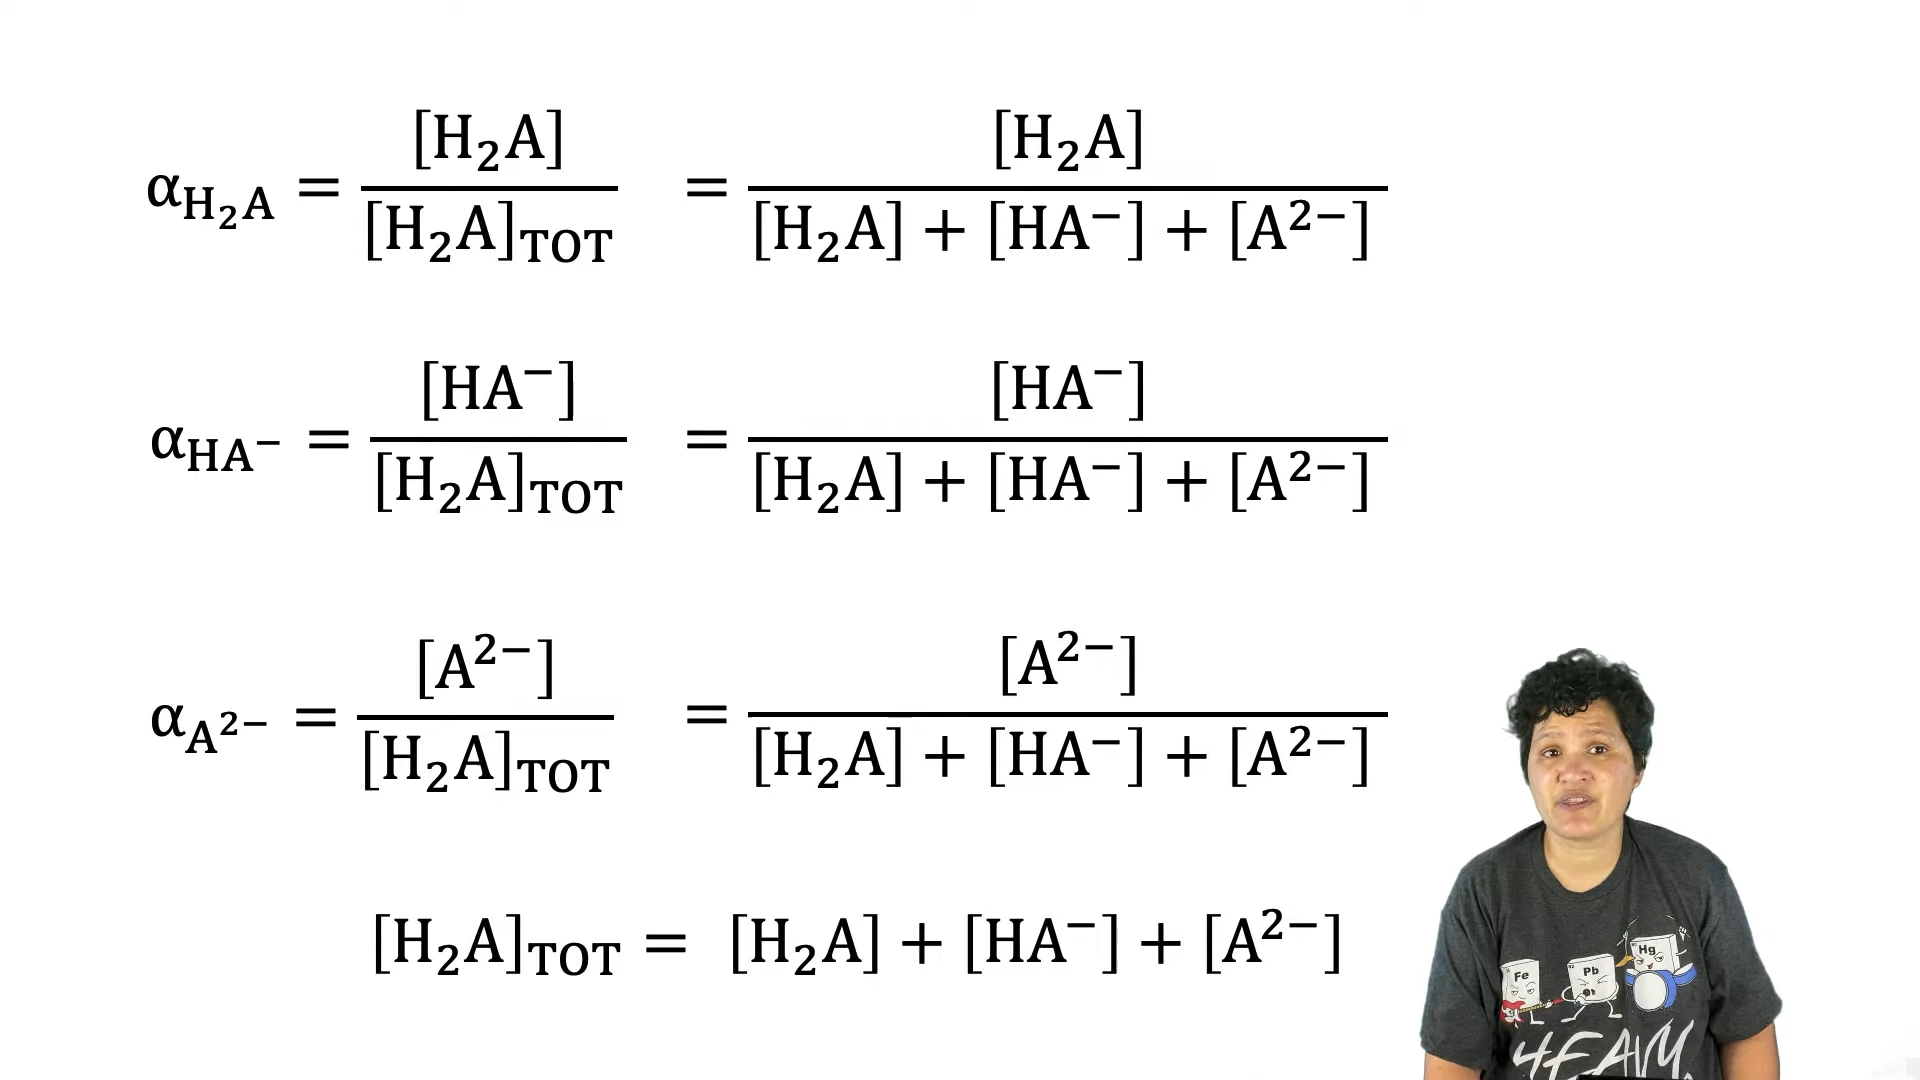 α_{H₂A} = [H₂A] / [H₂A]_{TOT} = [H₂A] / ([H₂A] + [HA⁻] + [A²⁻])
α_{HA⁻} = [HA⁻] / [H₂A]_{TOT} = [HA⁻] / ([H₂A] + [HA⁻] + [A²⁻])
α_{A²⁻} = [A²⁻] / [H₂A]_{TOT} = [A²⁻] / ([H₂A] + [HA⁻] + [A²⁻])
[H₂A]_{TOT} = [H₂A] + [HA⁻] + [A²⁻]
Fe Pb Hg